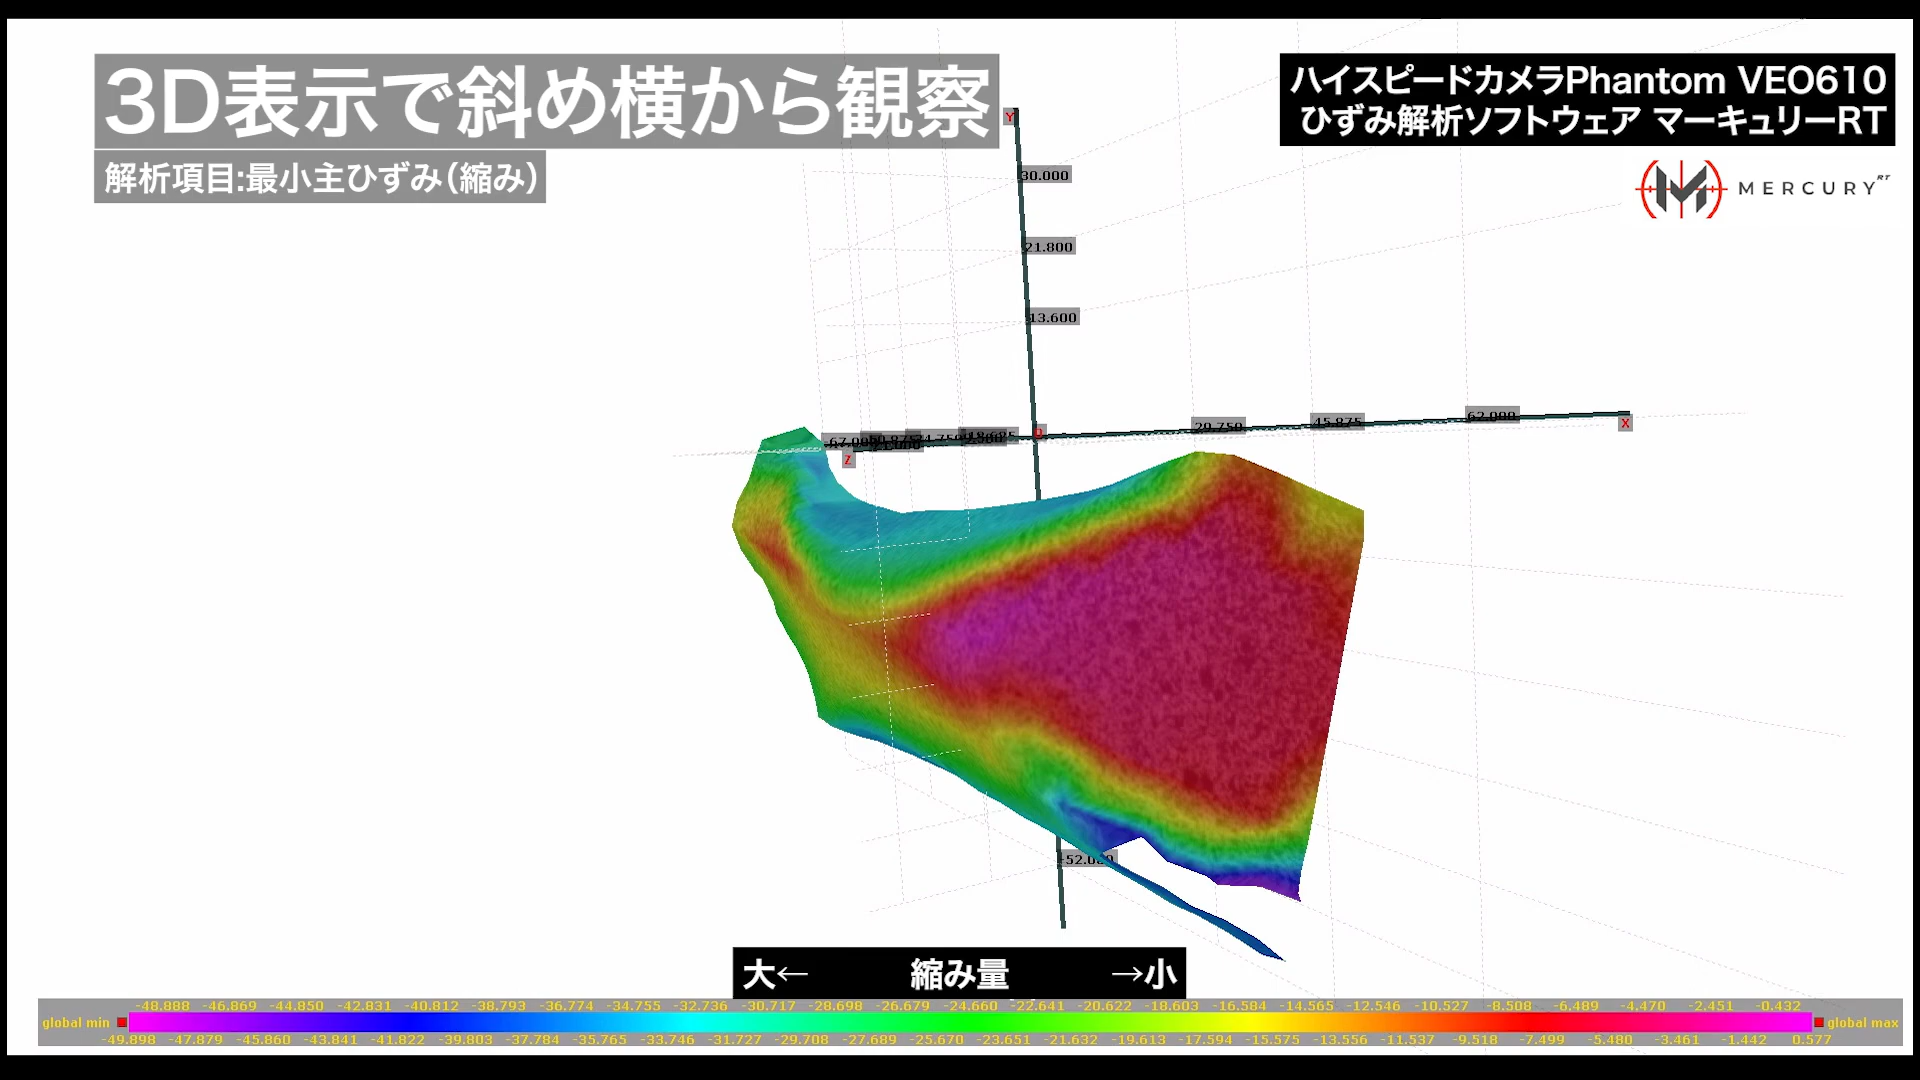 3D表示で斜め横から観察
解析項目:最小主ひずみ(縮み)
ハイスピードカメラPhantom VEO610
ひずみ解析ソフトウェア マーキュリーRT
MERCURY RT
Y
30.000
21.800
13.600
29.750
45.875
62.000
X
Z
-52.000
大← 縮み量 →小
-48.888 -46.869 -44.850 -42.831 -40.812 -38.793 -36.774 -34.755 -32.736 -30.717 -28.698 -26.679 -24.660 -22.641 -20.622 -18.603 -16.584 -14.565 -12.546 -10.527 -8.508 -6.489 -4.470 -2.451 -0.432
global min global max
-49.898 -47.879 -45.860 -43.841 -41.822 -39.803 -37.784 -35.765 -33.746 -31.727 -29.708 -27.689 -25.670 -23.651 -21.632 -19.613 -17.594 -15.575 -13.556 -11.537 -9.518 -7.499 -5.480 -3.461 -1.442 0.577